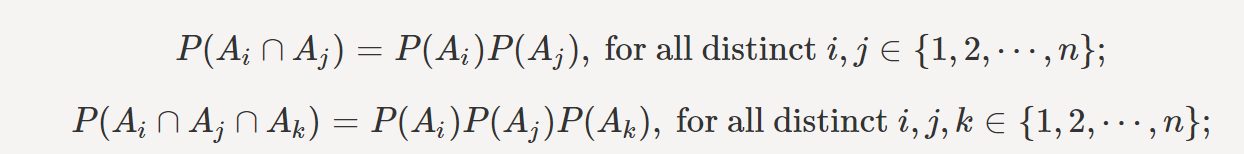 P(A_i ∩ A_j) = P(A_i)P(A_j), for all distinct i, j ∈ {1, 2, ⋯, n};
P(A_i ∩ A_j ∩ A_k) = P(A_i)P(A_j)P(A_k), for all distinct i, j, k ∈ {1, 2, ⋯, n};